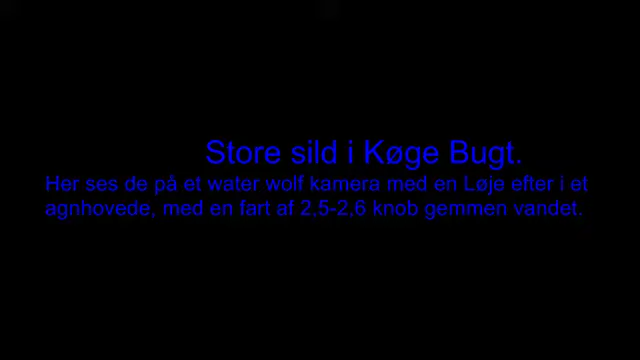 Store sild i Køge Bugt.
Her ses de på et water wolf kamera med en Løje efter i et
agnhovede, med en fart af 2,5-2,6 knob gemmen vandet.